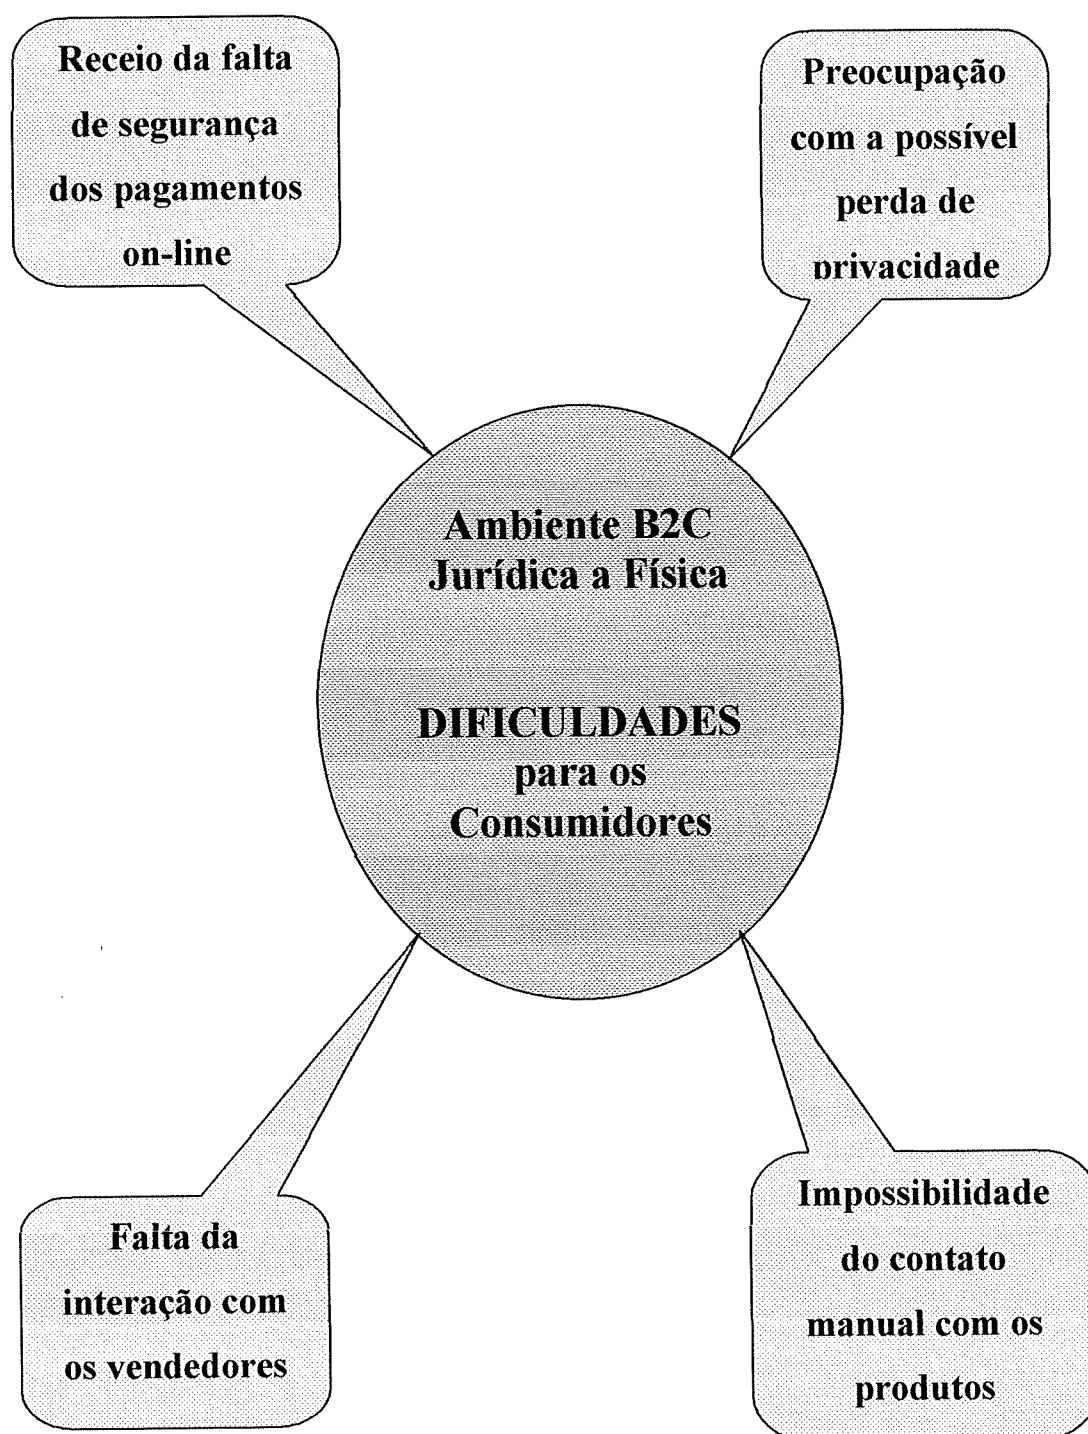 Receio da falta
de segurança
dos pagamentos
on-line
Preocupação
com a possível
perda de
privacidade
Ambiente B2C
Jurídica a Física
DIFICULDADES
para os
Consumidores
Falta da
interação com
os vendedores
Impossibilidade
do contato
manual com os
produtos